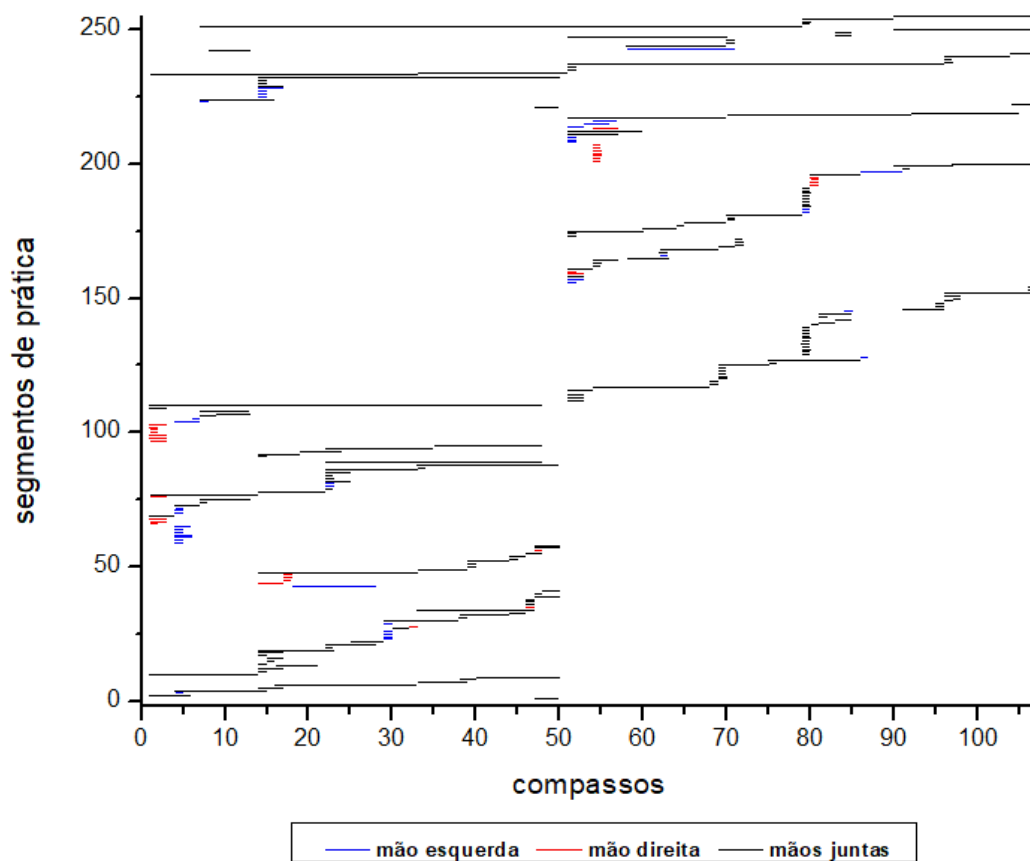 250
200
150
100
50
0
segmentos de prática
0 10 20 30 40 50 60 70 80 90 100
compassos
mão esquerda mão direita mãos juntas